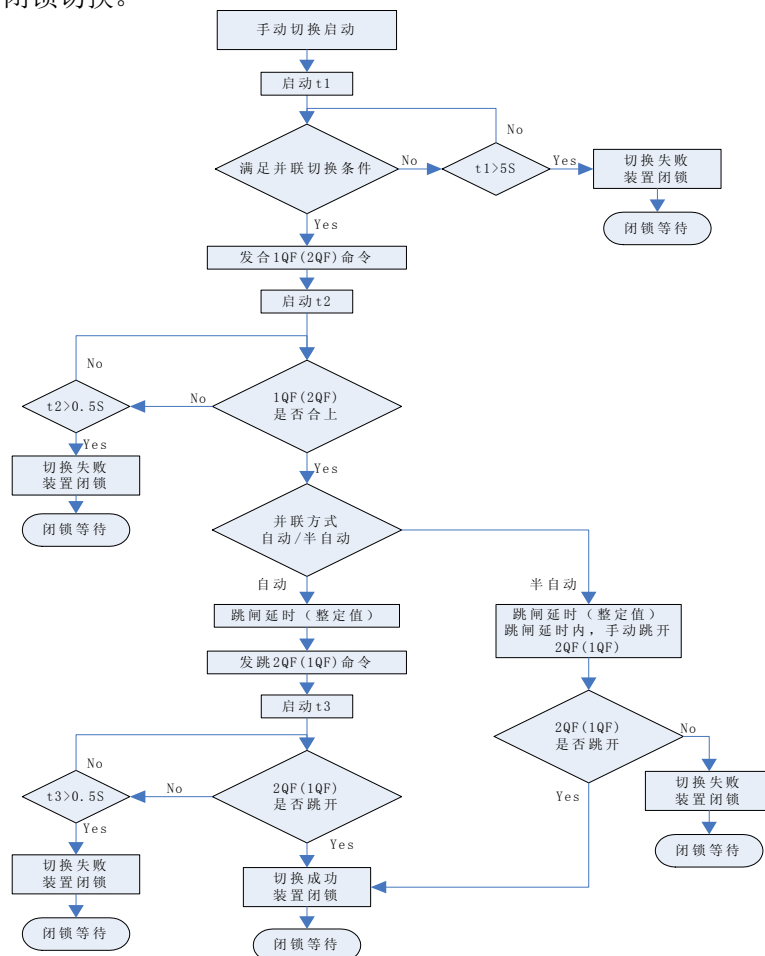 闭锁切换。
手动切换启动
启动t1
满足并联切换条件
No
t1>5S
No
Yes
切换失败
装置闭锁
闭锁等待
Yes
发合1QF(2QF)命令
启动t2
1QF(2QF)
是否合上
No
t2>0.5S
No
Yes
切换失败
装置闭锁
闭锁等待
Yes
并联方式
自动/半自动
自动
跳闸延时（整定值）
发跳2QF(1QF)命令
启动t3
2QF(1QF)
是否跳开
No
t3>0.5S
No
Yes
切换失败
装置闭锁
闭锁等待
Yes
切换成功
装置闭锁
闭锁等待
半自动
跳闸延时（整定值）
跳闸延时内，手动跳开
2QF(1QF)
2QF(1QF)
是否跳开
No
切换失败
装置闭锁
闭锁等待
Yes